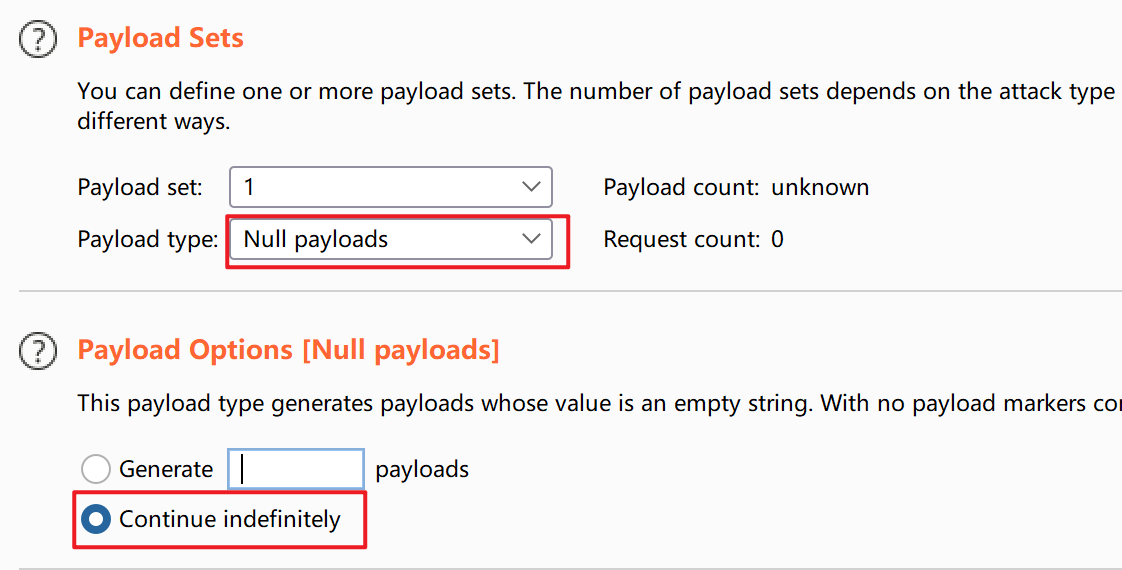 Payload Sets
You can define one or more payload sets. The number of payload sets depends on the attack type
different ways.
Payload set: 1 Payload count: unknown
Payload type: Null payloads Request count: 0
Payload Options [Null payloads]
This payload type generates payloads whose value is an empty string. With no payload markers
Generate payloads
Continue indefinitely